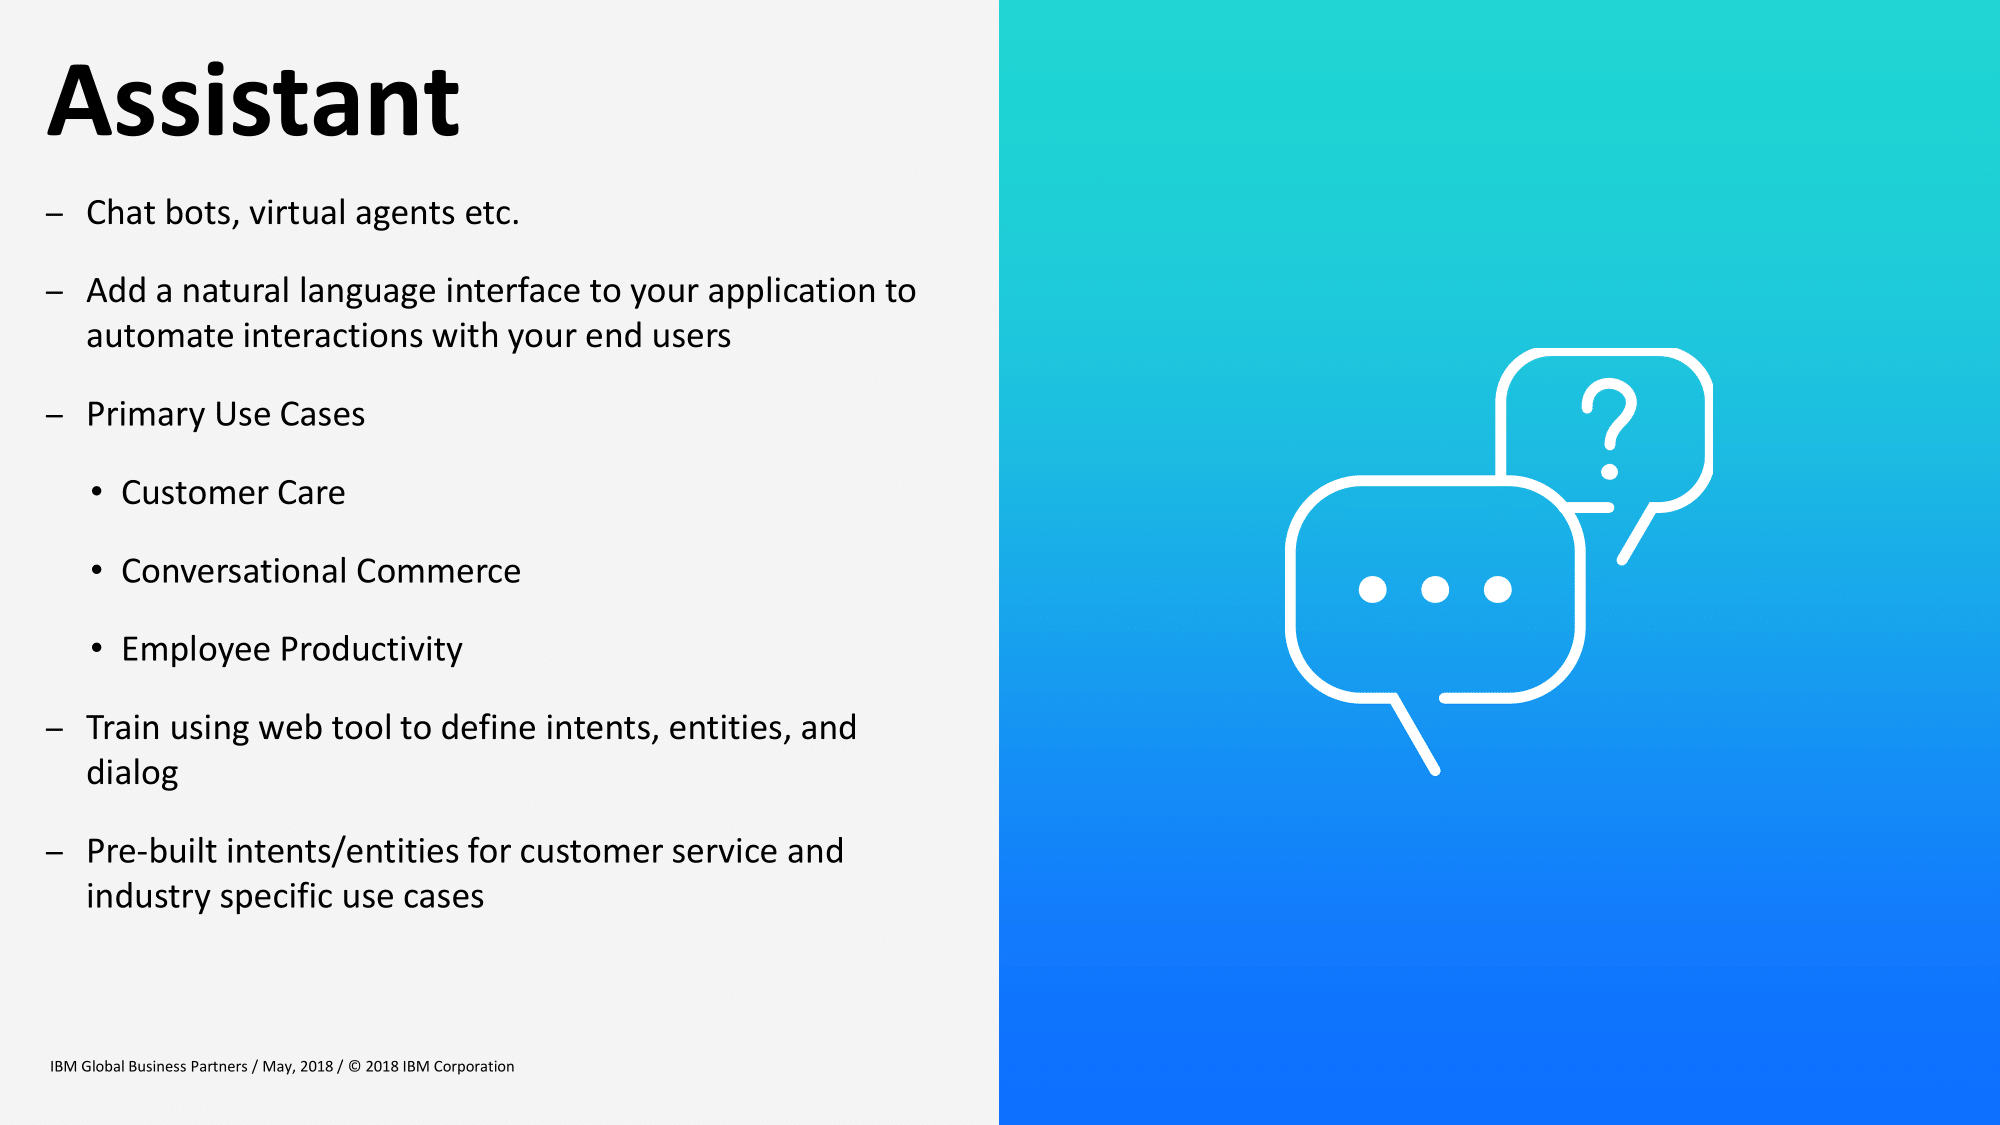 Assistant
– Chat bots, virtual agents etc.
– Add a natural language interface to your application to
automate interactions with your end users
– Primary Use Cases
• Customer Care
• Conversational Commerce
• Employee Productivity
– Train using web tool to define intents, entities, and
dialog
– Pre-built intents/entities for customer service and
industry specific use cases
?
IBM Global Business Partners / May, 2018 / © 2018 IBM Corporation